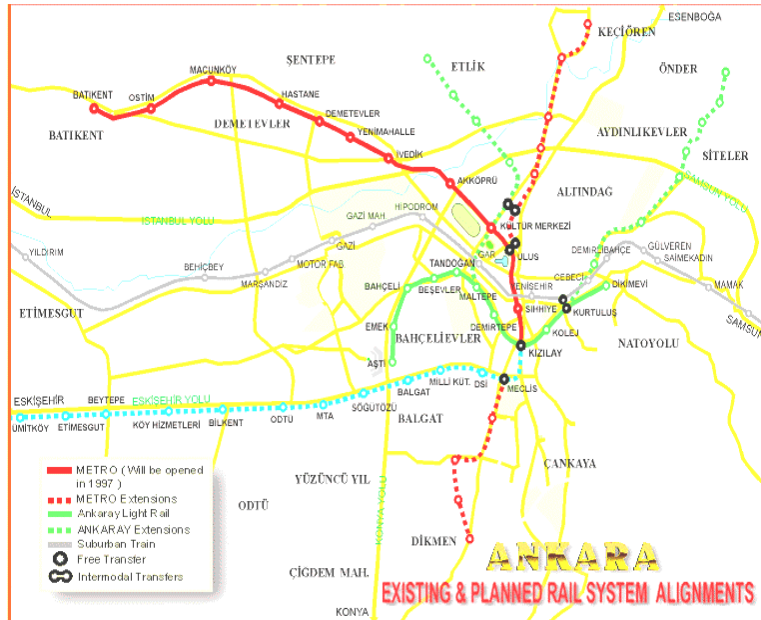 ESENBOĞA
KEÇİÖREN
ŞENTEPE
ETLİK
ÖNDER
MACUNKÖY
BATIKENT
OSTİM
HASTANE
BATIKENT
DEMETEVLER
DEMETEVLER
YENİMAHALLE
AYDINLIKEVLER
SİTELER
İVEDİK
AKKÖPRÜ
ALTINDAG
SAMSUN YOLU
İSTANBUL
İSTANBUL YOLU
HİPODROM
GAZİ MAH
KÜLTÜR MERKEZİ
YILDIRIM
GAZİ
GAR
ULUS
DEMİRLİBAHÇE
GÜLVEREN
SAIMEKADIN
BEHİÇBEY
MOTOR FAB
MARŞANDİZ
TANDOĞAN
CEBECİ
BAHÇELİ
BEŞEVLER
MALTEPE
YENİŞEHİR
DİKİMEVİ
MAMAK
ETİMESGUT
SIHHİYE
KURTULUŞ
SAMSUN
EMEK
BAHÇELİEVLER
DEMİRTEPE
KOLEJ
NATOYOLU
AŞTİ
KIZILAY
BALGAT
MİLLİ KUT.
DSİ
MECLİS
ESKİŞEHİR
ESKİŞEHİR YOLU
SÖĞÜTÖZÜ
BEYTEPE
ÜMİTKÖY
ETİMESGUT
KÖY HİZMETLERİ
BİLKENT
ODTÜ
MTA
BALGAT
ÇANKAYA
METRO ( Will be opened
in 1997 )
METRO Extensions
Ankaray Light Rail
ANKARAY Extensions
Suburban Train
Free Transfer
Intermodal Transfers
YÜZÜNCÜ YIL
ODTÜ
KONYA YOLU
DİKMEN
ÇİĞDEM MAH.
KONYA
ANKARA
EXISTING & PLANNED RAIL SYSTEM ALIGNMENTS